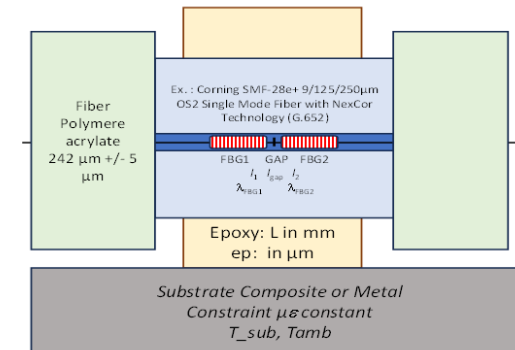 Ex. : Corning SMF-28e+ 9/125/250µm
OS2 Single Mode Fiber with NexCor
Technology (G.652)
Fiber
Polymere
acrylate
242 µm +/- 5
µm
FBG1 GAP FBG2
l1 lgap l2
λFBG1 λFBG2
Epoxy: L in mm
ep: in µm
Substrate Composite or Metal
Constraint µε constant
T_sub, Tamb